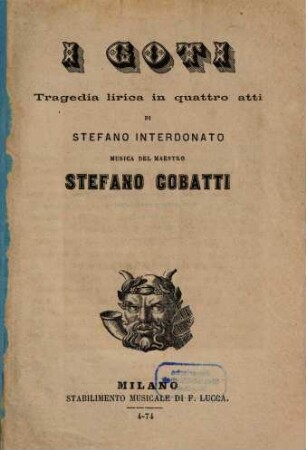 I GOTI
Tragedia lirica in quattro atti
DI
STEFANO INTERDONATO
MUSICA DEL MAESTRO
STEFANO GOBATTI
MILANO
STABILIMENTO MUSICALE DI F. LUCCA.
4-74